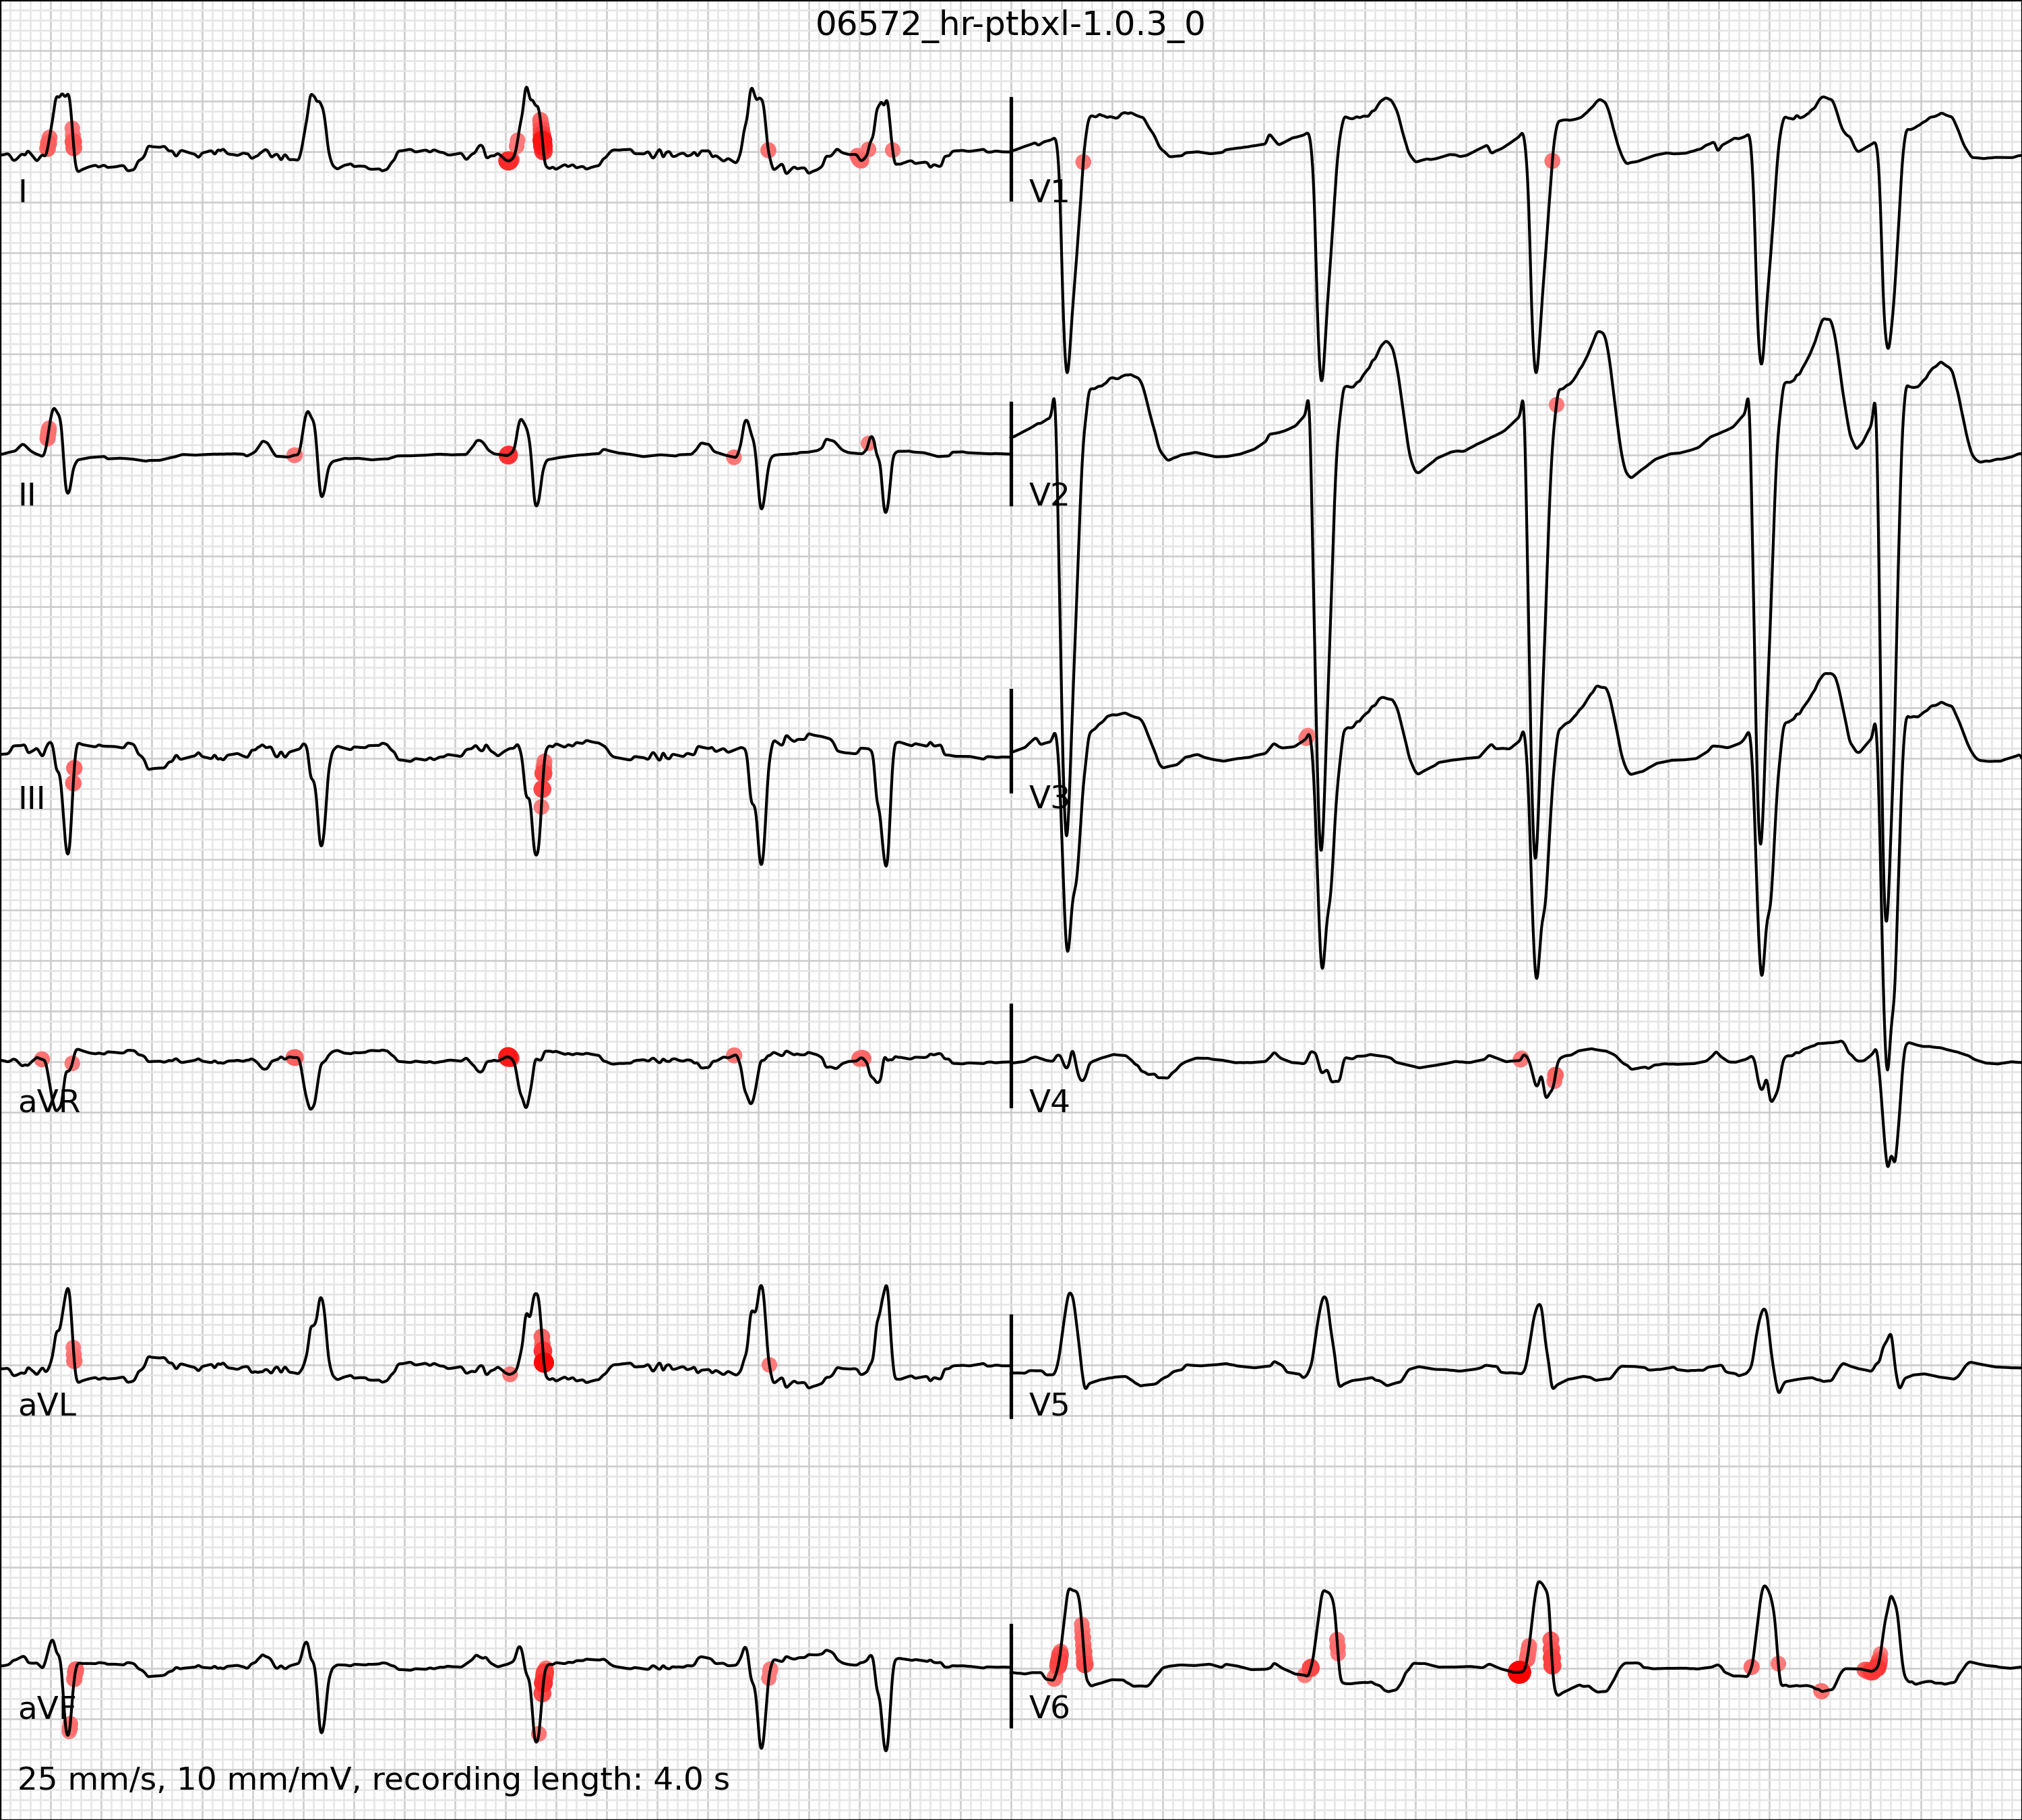 06572_hr-ptbxl-1.0.3_0
I
V1
II
V2
III
V3
aVR
V4
aVL
V5
aVF
V6
25 mm/s, 10 mm/mV, recording length: 4.0 s